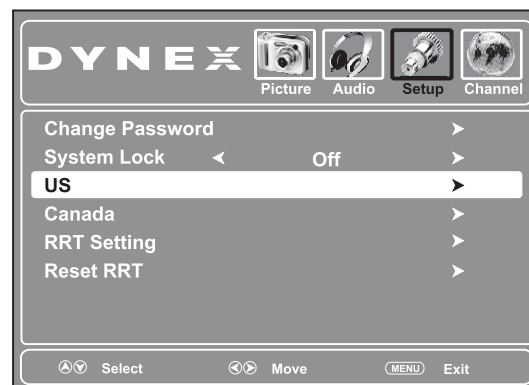 DYNEX
Picture Audio Setup Channel
Change Password
System Lock Off
US
Canada
RRT Setting
Reset RRT
Select Move MENU Exit